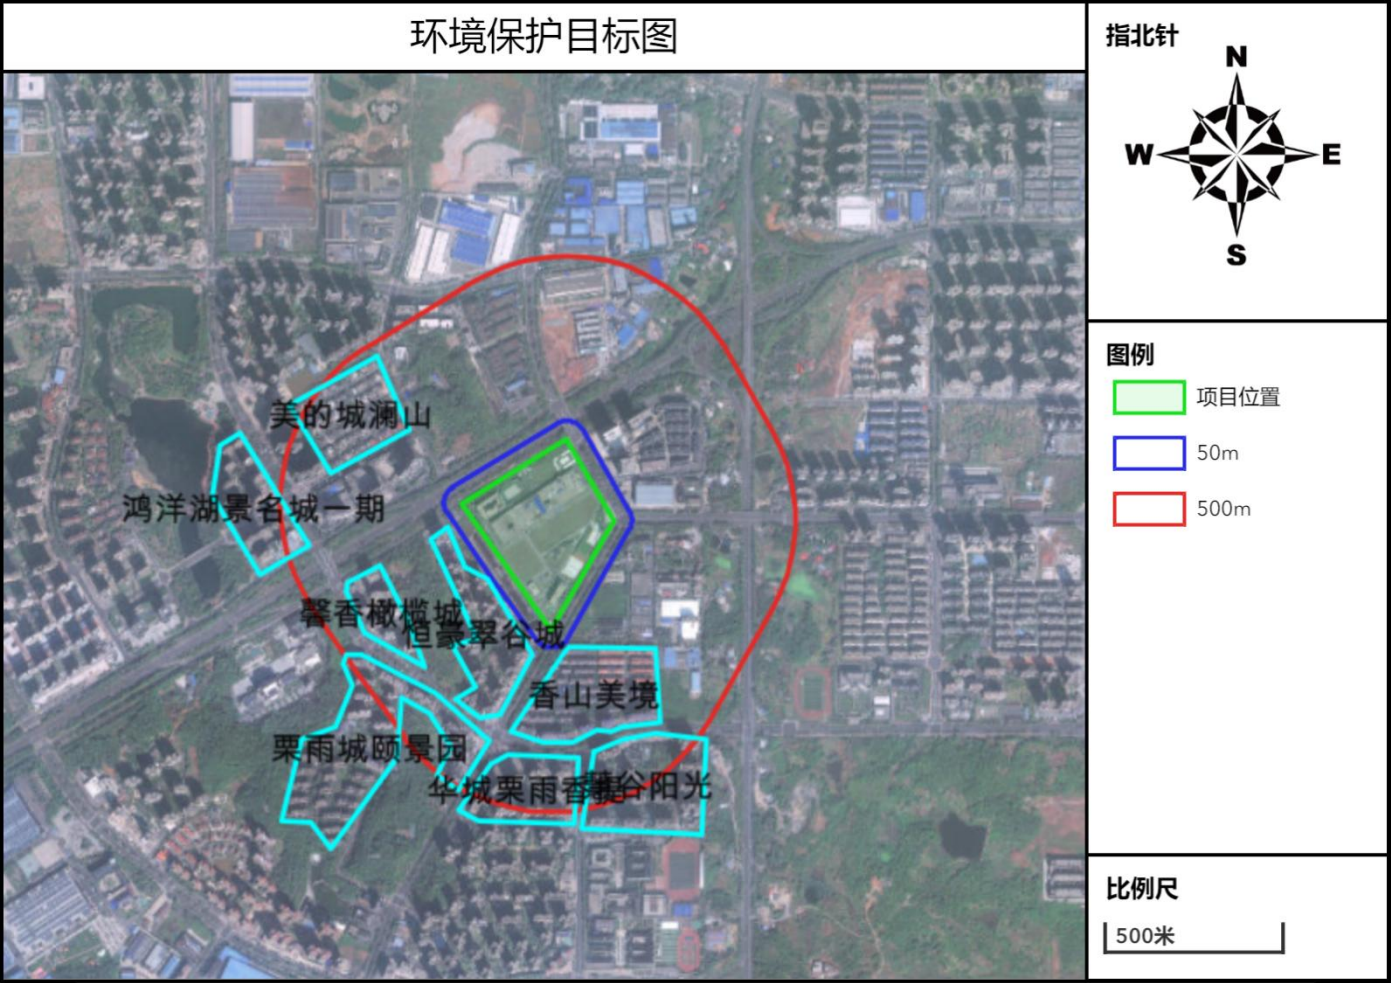 环境保护目标图
指北针
N
W
E
S
图例
项目位置
50m
500m
比例尺
500米
美的城澜山
鸿洋湖景名城一期
馨香橄榄城
恒豪翠谷城
香山美境
栗雨城颐景园
华城栗雨香堤
谷阳光